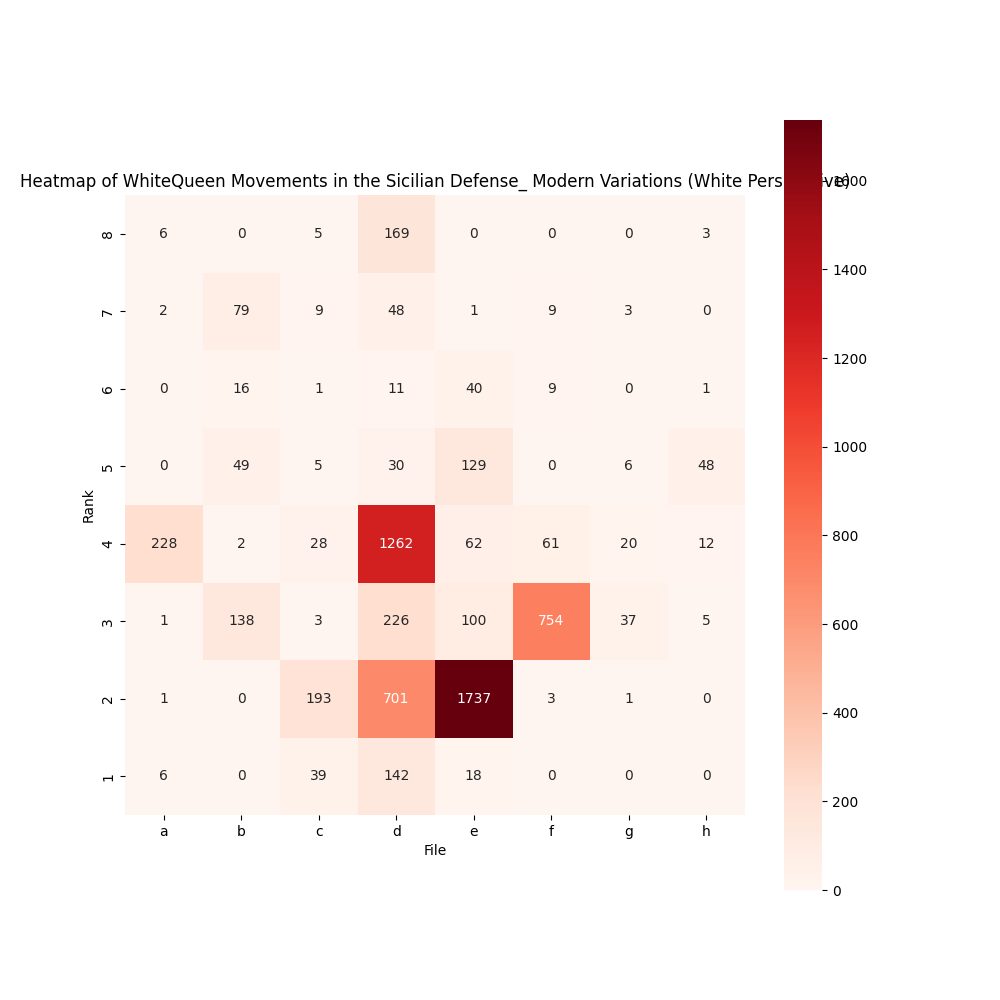 Heatmap of WhiteQueen Movements in the Sicilian Defense_ Modern Variations (White Perspective)
8 6 0 5 169 0 0 0 3
7 2 79 9 48 1 9 3 0
6 0 16 1 11 40 9 0 1
5 0 49 5 30 129 0 6 48
4 228 2 28 1262 62 61 20 12
3 1 138 3 226 100 754 37 5
2 1 0 193 701 1737 3 1 0
1 6 0 39 142 18 0 0 0
a b c d e f g h
File
Rank
1600
1400
1200
1000
800
600
400
200
0